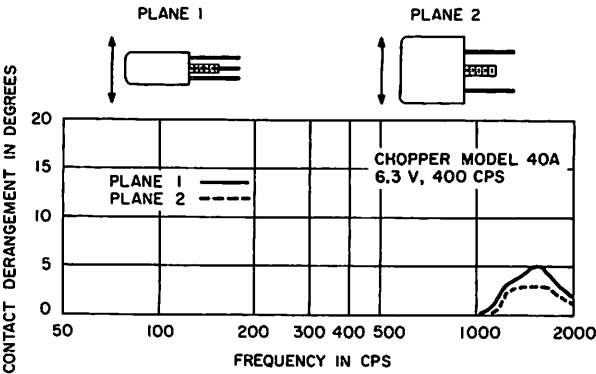 PLANE 1
PLANE 2
CONTACT DERANGEMENT IN DEGREES
20
15
10
5
0
CHOPPER MODEL 40A
6.3 V, 400 CPS
PLANE 1
PLANE 2
50 100 200 300 400 500 1000 2000
FREQUENCY IN CPS